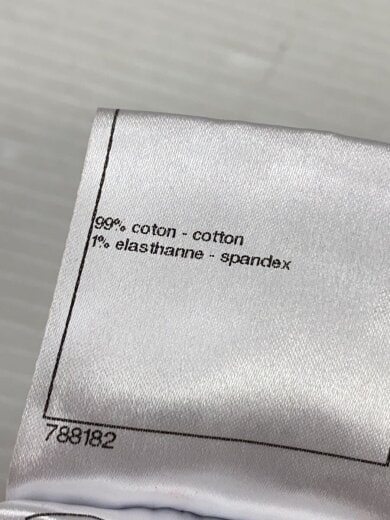 99% coton - cotton
1% elasthanne - spandex
788182